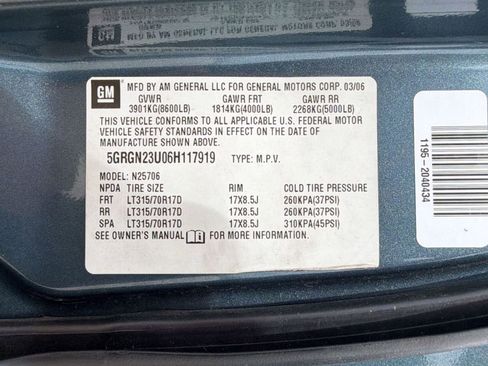 GM
MFD BY AM GENERAL LLC FOR GENERAL MOTORS CORP. 03/06
GVWR GAWR FRT GAWR RR
3901KG(8600LB) 1814KG(4000LB) 2268KG(5000LB)
THIS VEHICLE CONFORMS TO ALL APPLICABLE U.S. FEDERAL MOTOR
VEHICLE SAFETY STANDARDS IN EFFECT ON THE DATE OF
MANUFACTURE SHOWN ABOVE.
5GRGN23U06H117919 TYPE: M.P.V.
MODEL: N25706
NPDA TIRE SIZE RIM COLD TIRE PRESSURE
FRT LT315/70R17D 17X8.5J 260KPA(37PSI)
RR LT315/70R17D 17X8.5J 260KPA(37PSI)
SPA LT315/70R17D 17X8.5J 310KPA(45PSI)
SEE OWNER'S MANUAL FOR MORE INFORMATION.
1195 - 2040434